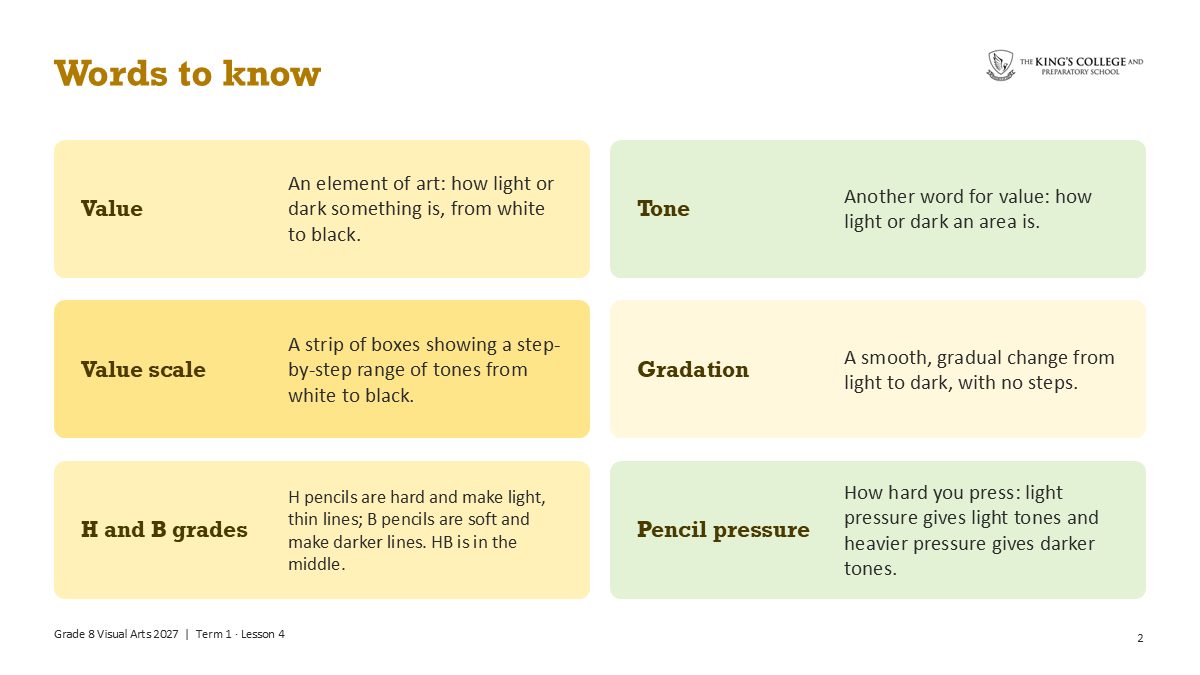 Words to know
THE KING'S COLLEGE AND
PREPARATORY SCHOOL
Value
An element of art: how light or
dark something is, from white
to black.
Tone
Another word for value: how
light or dark an area is.
Value scale
A strip of boxes showing a step-
by-step range of tones from
white to black.
Gradation
A smooth, gradual change from
light to dark, with no steps.
H and B grades
H pencils are hard and make light,
thin lines; B pencils are soft and
make darker lines. HB is in the
middle.
Pencil pressure
How hard you press: light
pressure gives light tones and
heavier pressure gives darker
tones.
Grade 8 Visual Arts 2027 | Term 1 · Lesson 4
2